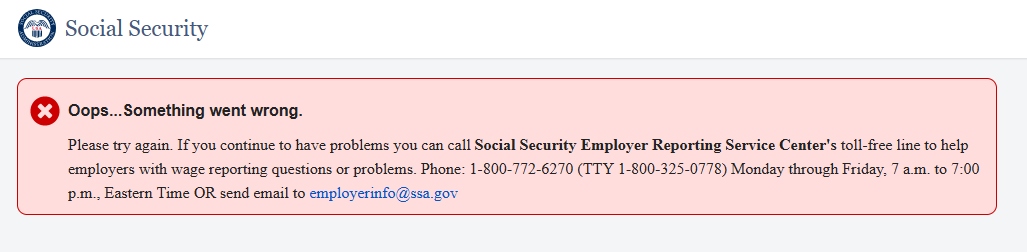 Social Security
Oops...Something went wrong.
Please try again. If you continue to have problems you can call Social Security Employer Reporting Service Center's toll-free line to help
employers with wage reporting questions or problems. Phone: 1-800-772-6270 (TTY 1-800-325-0778) Monday through Friday, 7 a.m. to 7:00
p.m., Eastern Time OR send email to employerinfo@ssa.gov